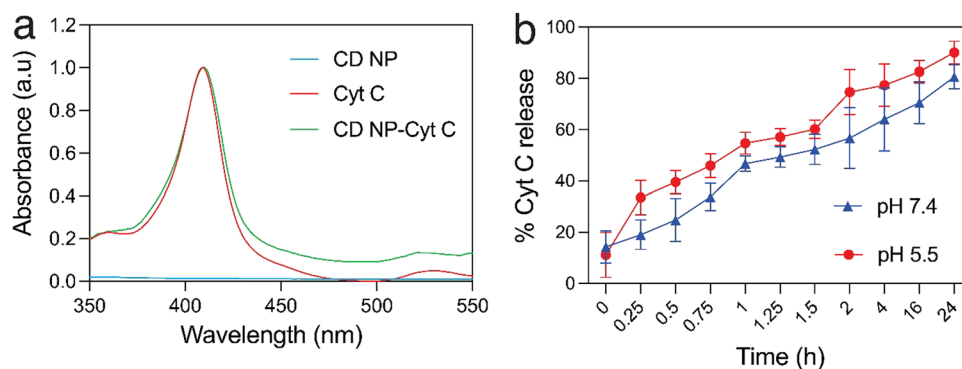 a
1.2
1.0
0.8
0.6
0.4
0.2
0.0
350
400
450
500
550
Absorbance (a.u)
Wavelength (nm)
CD NP
Cyt C
CD NP-Cyt C
b
100
80
60
40
20
0
0
0.25
0.5
0.75
1
1.25
1.5
2
4
16
24
% Cyt C release
Time (h)
pH 7.4
pH 5.5